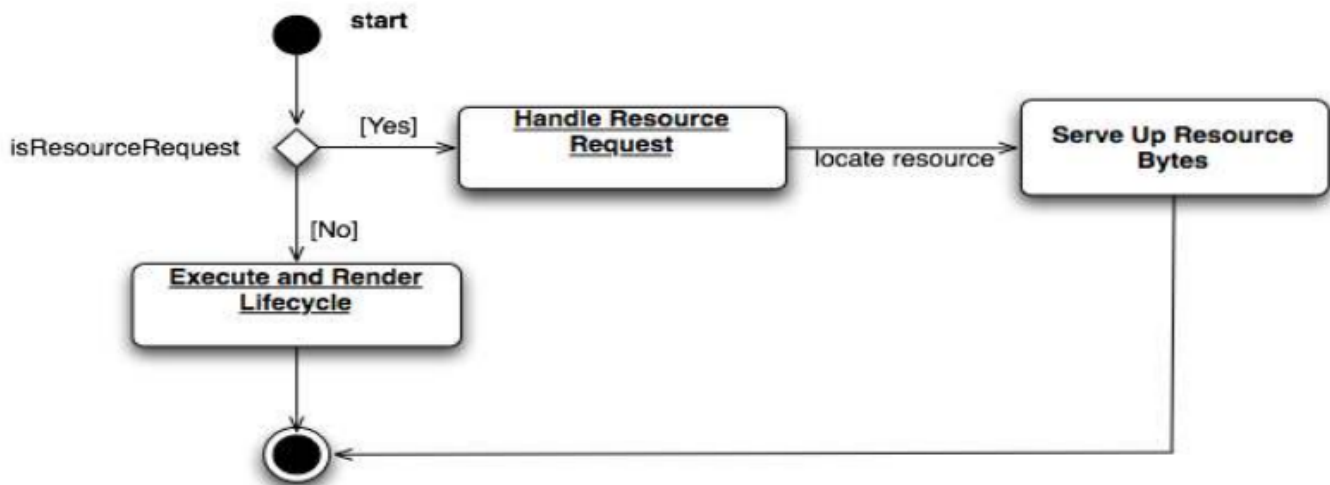 start
isResourceRequest
[Yes]
Handle Resource
Request
locate resource
Serve Up Resource
Bytes
[No]
Execute and Render
Lifecycle